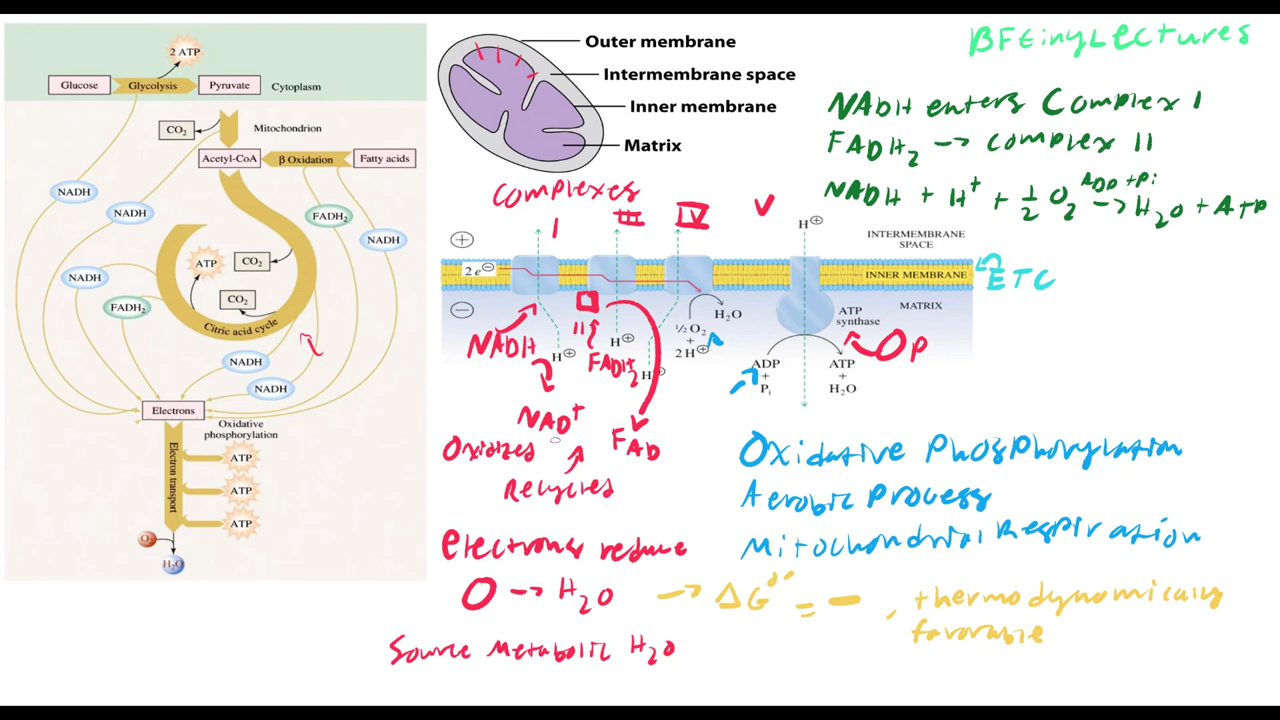 2 ATP
Glucose
Glycolysis
Pyruvate
Cytoplasm
CO2
Mitochondrion
Acetyl-CoA
β Oxidation
Fatty acids
NADH
NADH
FADH2
NADH
ATP
CO2
NADH
CO2
FADH2
Citric acid cycle
NADH
NADH
Electrons
Oxidative
phosphorylation
Electron transport
ATP
ATP
ATP
O2
H2O
Outer membrane
Intermembrane space
Inner membrane
Matrix
BFEinyLectures
NADH enters Complex I
FADH2 → complex II
NADH + H+ + 1/2 O2 ADP + Pi → H2O + ATP
complexes
I
III
IV
V
H⊕
INTERMEMBRANE
SPACE
⊕
2 e⊖
INNER MEMBRANE
ETC
⊖
MATRIX
II
H2O
½ O2
+
2 H⊕
ATP
synthase
OP
NADH
H⊕
H⊕
FADH2
H⊕
ADP
+
Pi
ATP
+
H2O
NAD+
Oxidizes
FAD
Recycles
Oxidative Phosphorylation
Aerobic Process
Mitochondrial Respiration
electrons reduce
O → H2O
→ ΔG°' = - , thermodynamically
favorable
Source Metabolic H2O